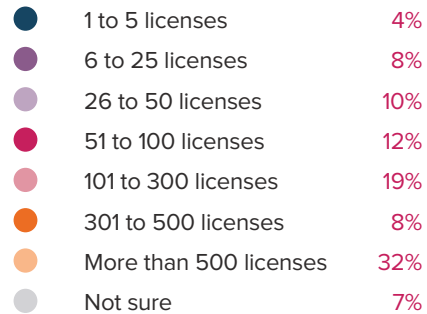 1 to 5 licenses 4%
6 to 25 licenses 8%
26 to 50 licenses 10%
51 to 100 licenses 12%
101 to 300 licenses 19%
301 to 500 licenses 8%
More than 500 licenses 32%
Not sure 7%